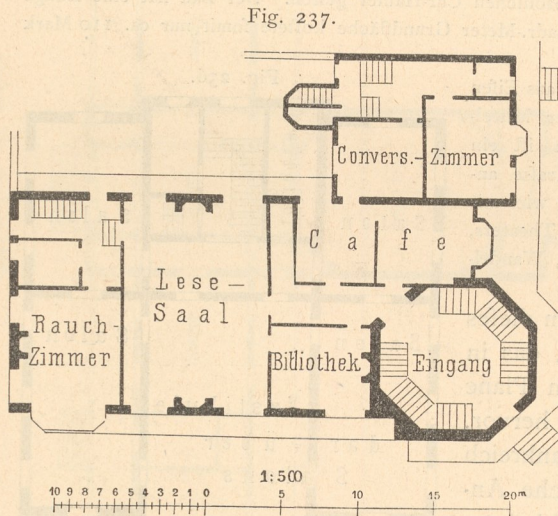 Fig. 237.
Convers.-Zimmer
Cafe
Lese-
Saal
Rauch-
Zimmer
Bibliothek
Eingang
1:500
10 9 8 7 6 5 4 3 2 1 0 5 10 15 20m